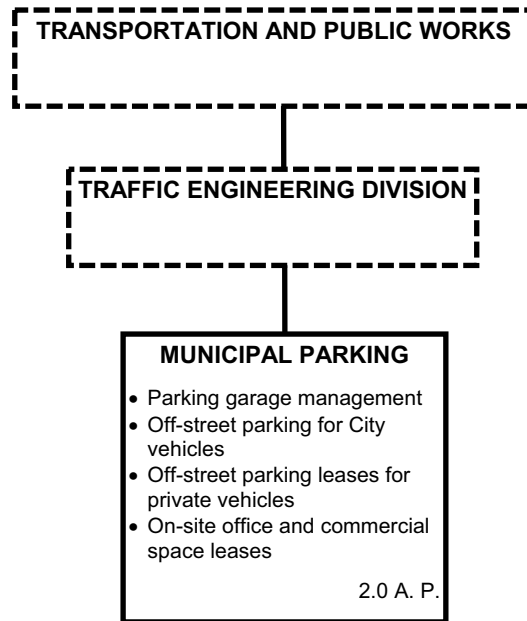 TRANSPORTATION AND PUBLIC WORKS
TRAFFIC ENGINEERING DIVISION
MUNICIPAL PARKING
• Parking garage management
• Off-street parking for City
vehicles
• Off-street parking leases for
private vehicles
• On-site office and commercial
space leases
2.0 A. P.